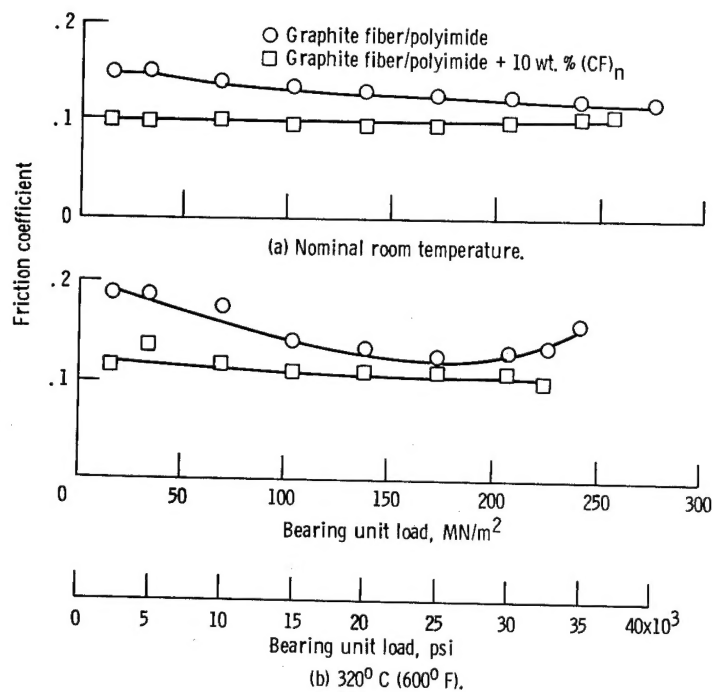 .2
○ Graphite fiber/polyimide
□ Graphite fiber/polyimide + 10 wt. % (CF)n
.1
0
(a) Nominal room temperature.
Friction coefficient
.2
.1
0 50 100 150 200 250 300
Bearing unit load, MN/m2
0 5 10 15 20 25 30 35 40x10³
Bearing unit load, psi
(b) 320⁰ C (600⁰ F).